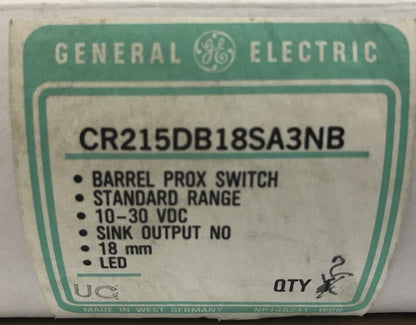 GENERAL GE ELECTRIC
CR215DB18SA3NB
• BARREL PROX SWITCH
• STANDARD RANGE
• 10-30 VDC
• SINK OUTPUT NO
• 18 mm
• LED
QTY
MADE IN WEST GERMANY